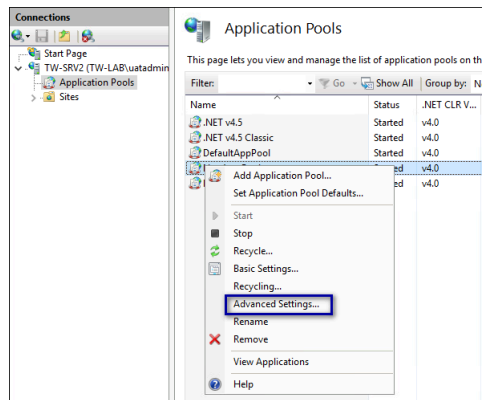 Connections
Start Page
TW-SRV2 (TW-LAB\uatadmin
Application Pools
Sites
Application Pools
This page lets you view and manage the list of application pools on th
Filter: Go Show All Group by: N
Name Status .NET CLR V...
.NET v4.5 Started v4.0
.NET v4.5 Classic Started v4.0
DefaultAppPool Started v4.0
ed v4.0
ed v4.0
Add Application Pool...
Set Application Pool Defaults...
Start
Stop
Recycle...
Basic Settings...
Recycling...
Advanced Settings...
Rename
Remove
View Applications
Help